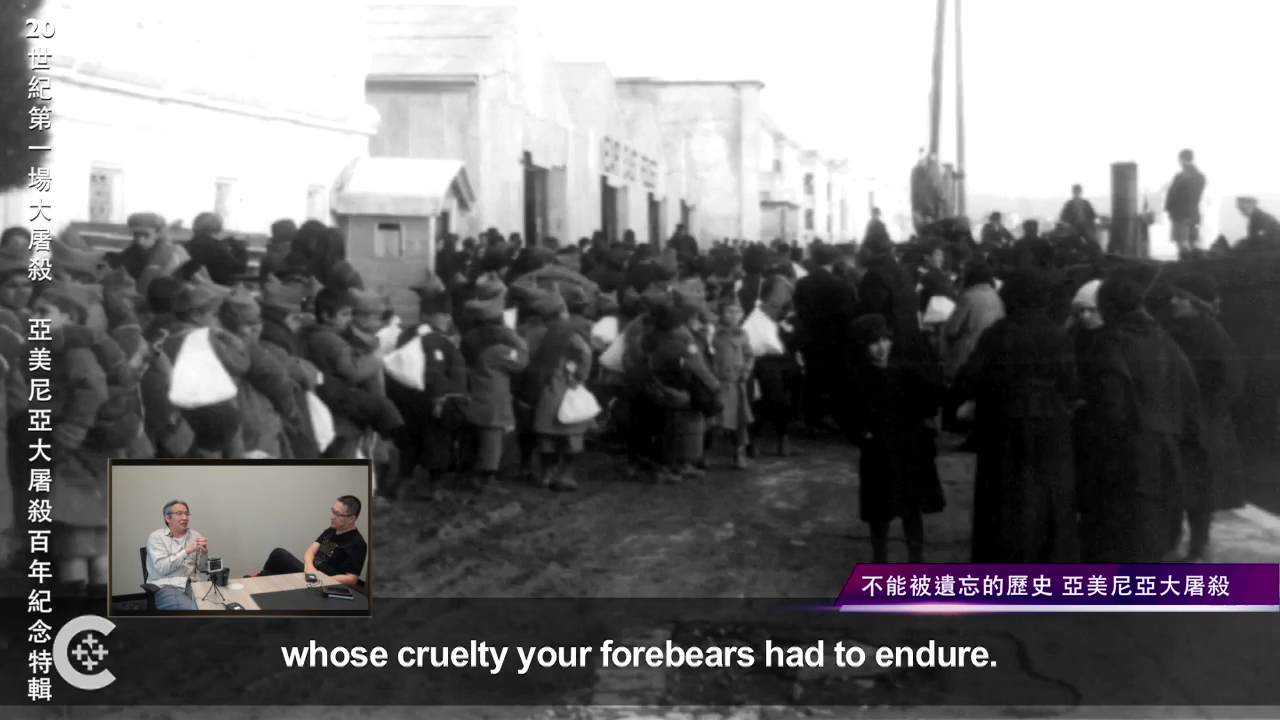 20世紀第一場大屠殺 亞美尼亞大屠殺百年紀念特輯
不能被遺忘的歷史 亞美尼亞大屠殺
whose cruelty your forebears had to endure.